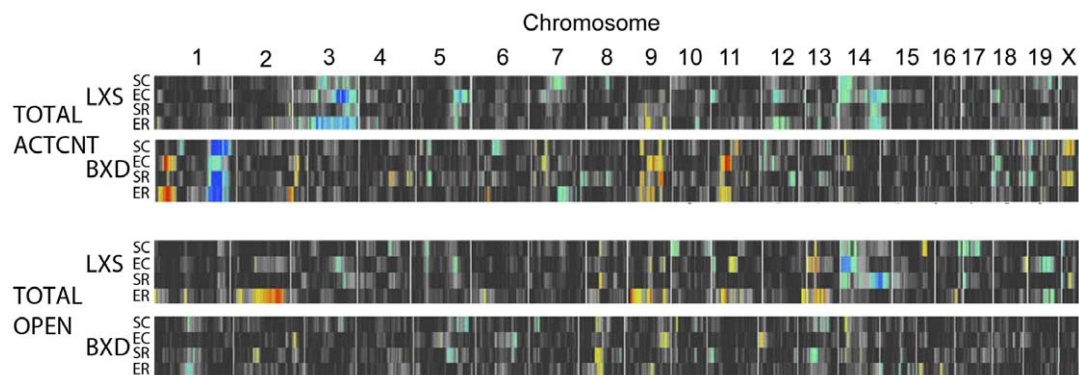 Chromosome
1 2 3 4 5 6 7 8 9 10 11 12 13 14 15 16 17 18 19 X
TOTAL ACTCNT
LXS
SC
EC
SR
ER
BXD
SC
EC
SR
ER
TOTAL OPEN
LXS
SC
EC
SR
ER
BXD
SC
EC
SR
ER